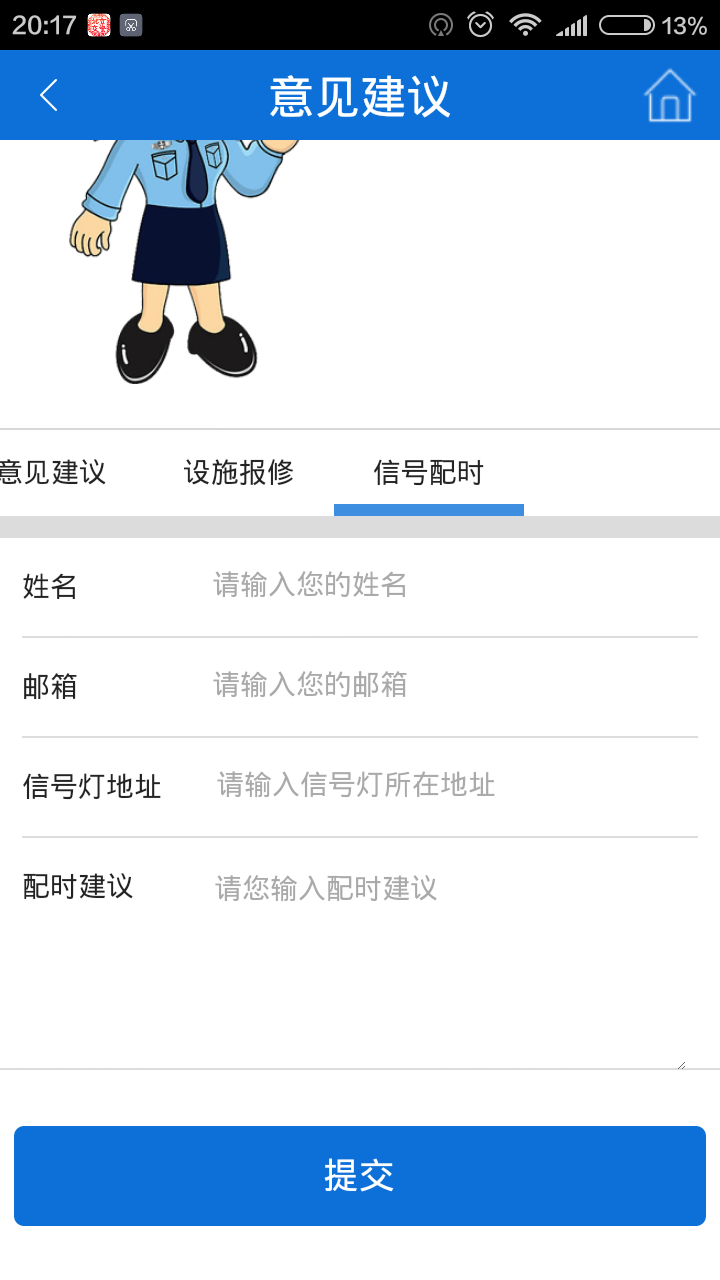 20:17
13%
意见建议
意见建议
设施报修
信号配时
姓名
请输入您的姓名
邮箱
请输入您的邮箱
信号灯地址
请输入信号灯所在地址
配时建议
请您输入配时建议
提交